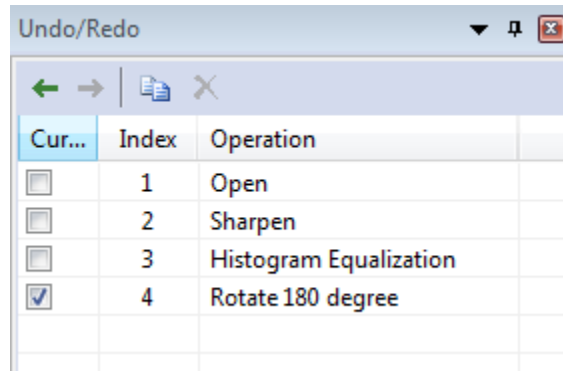 Undo/Redo
Cur... Index Operation
1 Open
2 Sharpen
3 Histogram Equalization
4 Rotate 180 degree